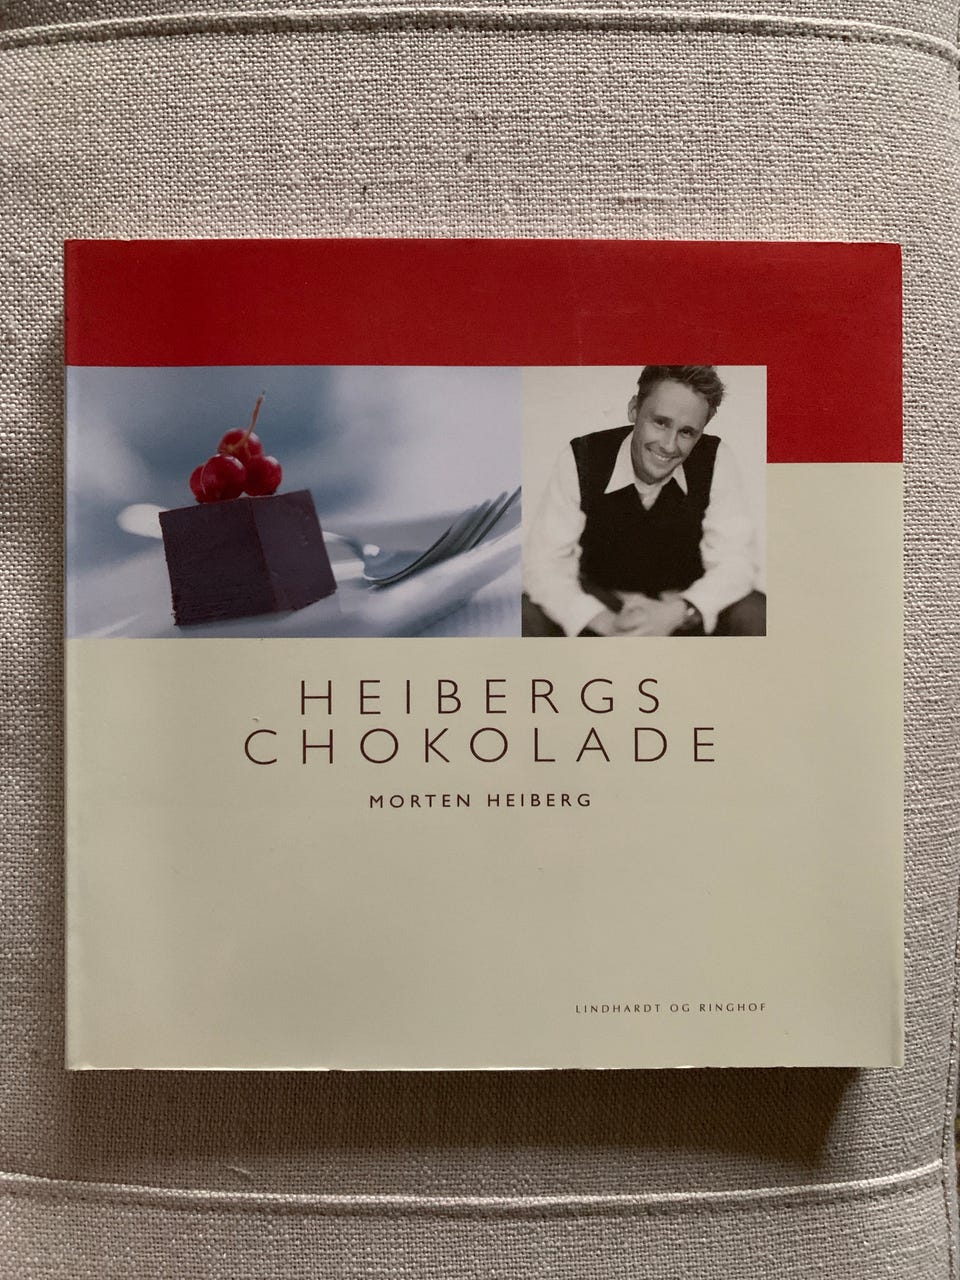 HEIBERGS
CHOKOLADE
MORTEN HEIBERG
LINDHARDT OG RINGHOF